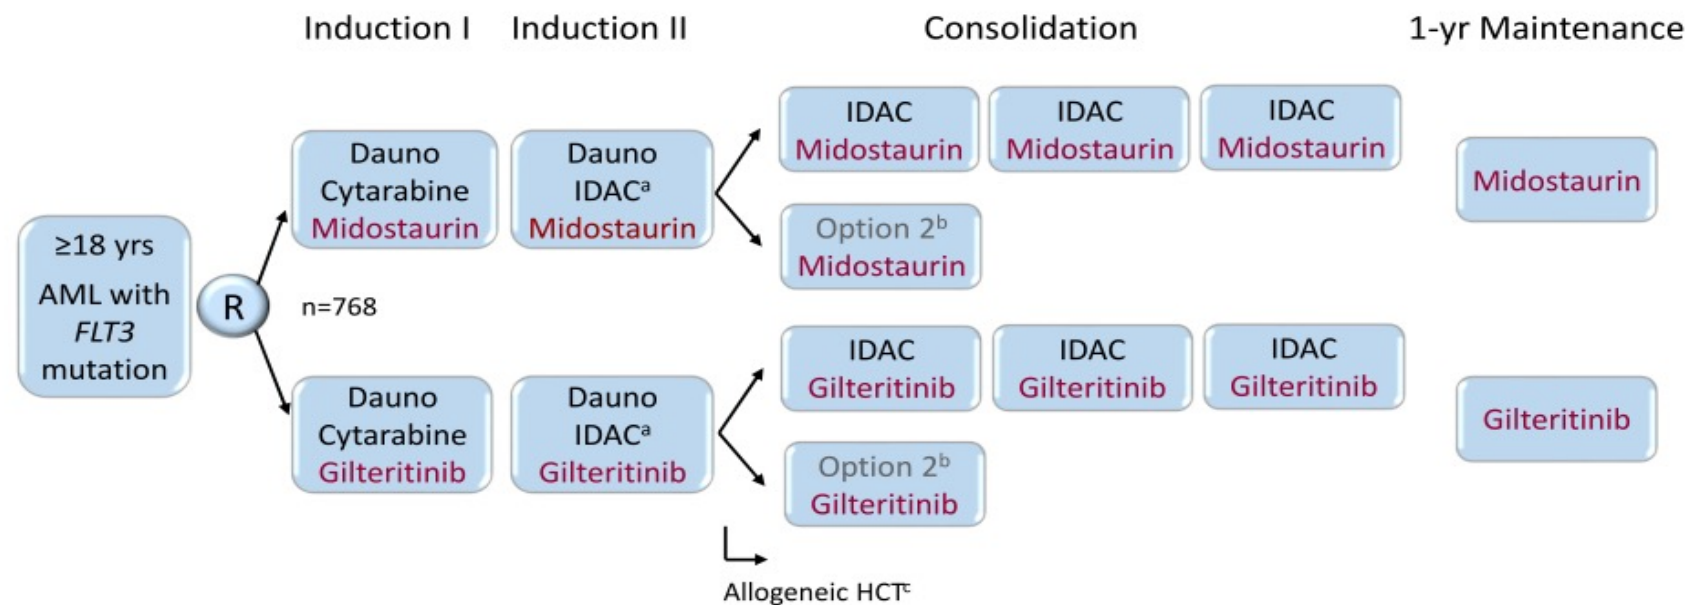 Induction I
Induction II
Consolidation
1-yr Maintenance
≥18 yrs
AML with
FLT3
mutation
R
n=768
Dauno
Cytarabine
Midostaurin
Dauno
IDACᵃ
Midostaurin
IDAC
Midostaurin
IDAC
Midostaurin
IDAC
Midostaurin
Option 2ᵇ
Midostaurin
Midostaurin
Dauno
Cytarabine
Gilteritinib
Dauno
IDACᵃ
Gilteritinib
IDAC
Gilteritinib
IDAC
Gilteritinib
IDAC
Gilteritinib
Option 2ᵇ
Gilteritinib
Gilteritinib
Allogeneic HCTᶜ